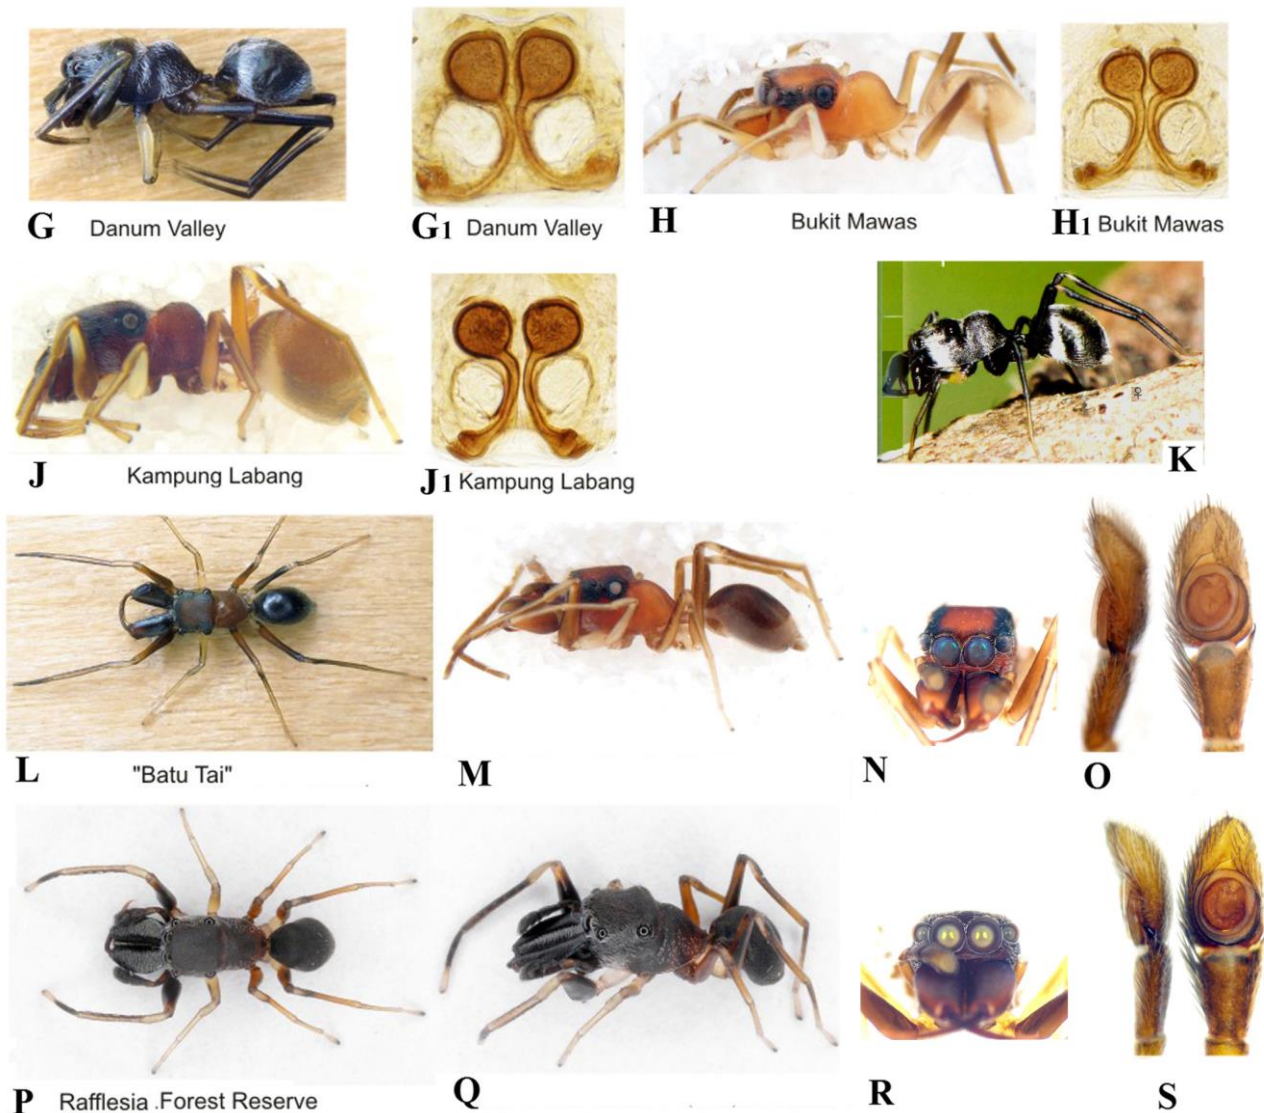 G Danum Valley
G1 Danum Valley
H Bukit Mawas
H1 Bukit Mawas
J Kampung Labang
J1 Kampung Labang
K
L "Batu Tai"
M
N
O
P Rafflesia .Forest Reserve
Q
R
S